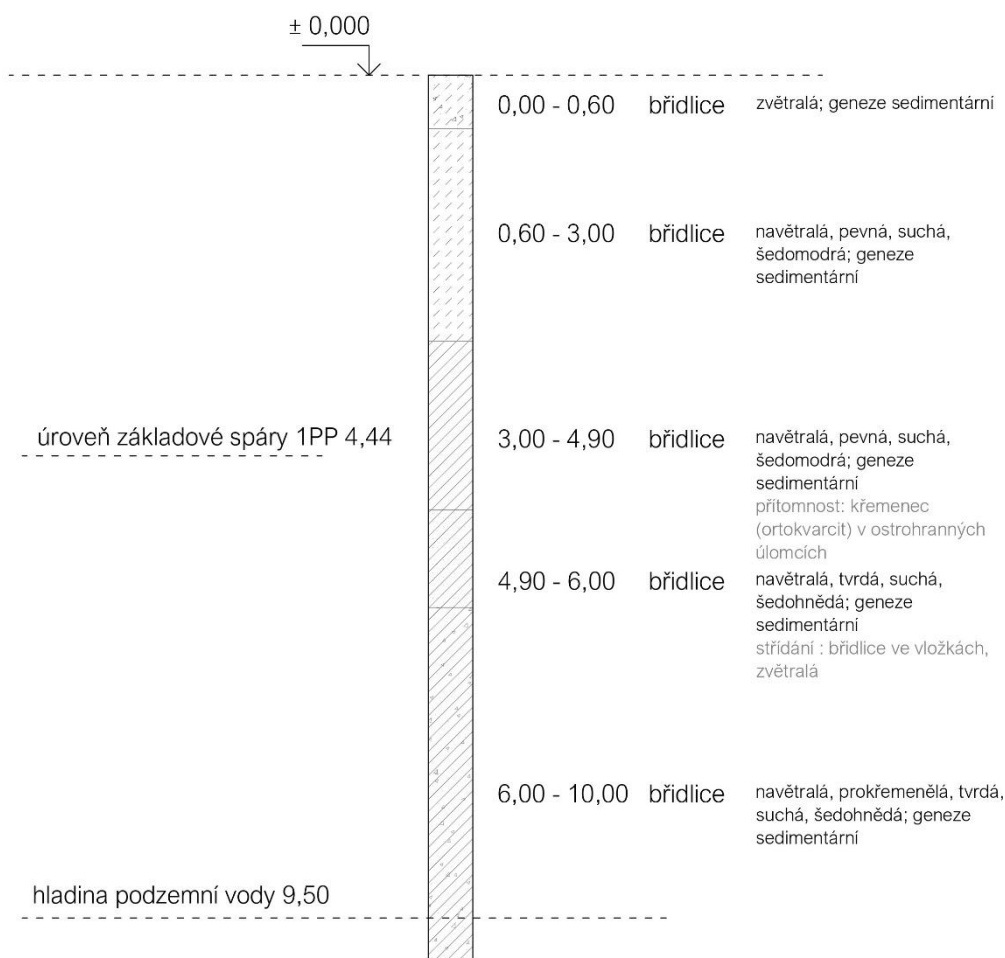 ± 0,000
0,00 - 0,60 břidlice zvětralá; geneze sedimentární
0,60 - 3,00 břidlice navětralá, pevná, suchá,
šedomodrá; geneze
sedimentární
úroveň základové spáry 1PP 4,44
3,00 - 4,90 břidlice navětralá, pevná, suchá,
šedomodrá; geneze
sedimentární
přítomnost: křemenec
(ortokvarcit) v ostrohranných
úlomcích
4,90 - 6,00 břidlice navětralá, tvrdá, suchá,
šedohnědá; geneze
sedimentární
střídání : břidlice ve vložkách,
zvětralá
6,00 - 10,00 břidlice navětralá, prokřemenělá, tvrdá,
suchá, šedohnědá; geneze
sedimentární
hladina podzemní vody 9,50